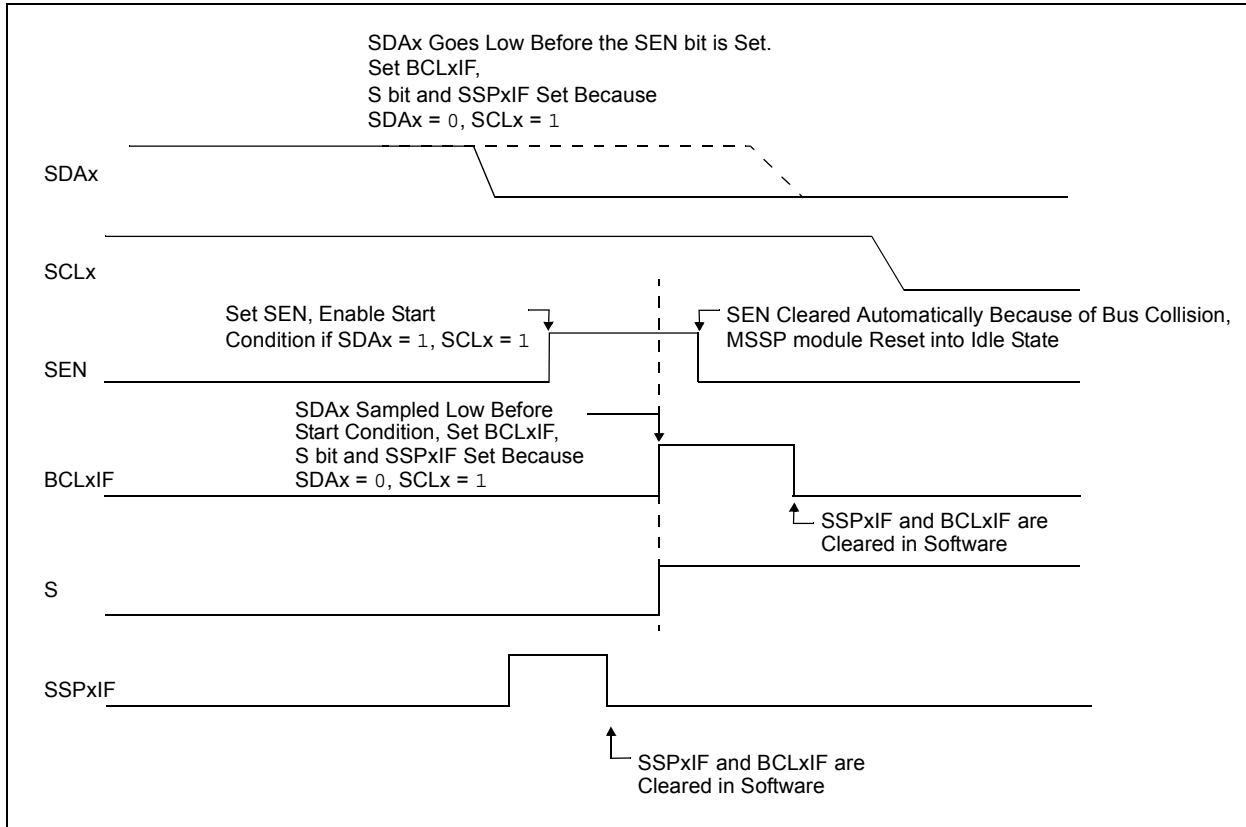 SDAx Goes Low Before the SEN bit is Set.
Set BCLxIF,
S bit and SSPxIF Set Because
SDAx = 0, SCLx = 1
SDAx
SCLx
Set SEN, Enable Start
Condition if SDAx = 1, SCLx = 1
SEN Cleared Automatically Because of Bus Collision,
MSSP module Reset into Idle State
SEN
SDAx Sampled Low Before
Start Condition, Set BCLxIF,
S bit and SSPxIF Set Because
SDAx = 0, SCLx = 1
BCLxIF
SSPxIF and BCLxIF are
Cleared in Software
S
SSPxIF
SSPxIF and BCLxIF are
Cleared in Software